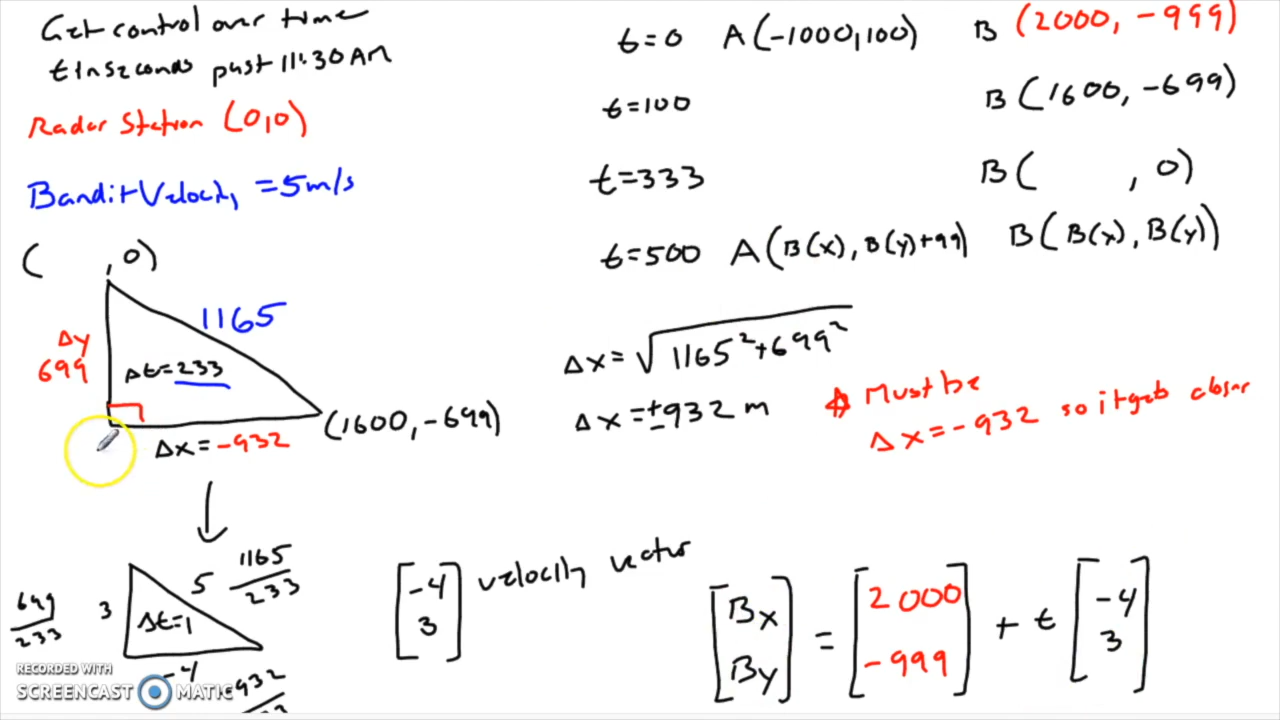 Get control over time
t in seconds past 11:30 AM
Radar Station (0,0)
Bandit Velocity = 5 m/s
t=0 A(-1000,100) B (2000, -999)
t=100 B(1600, -699)
t=333 B( , 0)
t=500 A(B(x), B(y)+99) B(B(x), B(y))
( , 0)
1165
Δy
699
Δt=233
(1600, -699)
Δx = -932
Δx = √1165²+699²
Δx = ±932 m
Must be
Δx = -932 so it gets closer
699
233
3
Δt=1
5
1165
233
-4
-932
[-4
3] velocity vector
[Bx
By] = [2000
-999] + t [-4
3]
RECORDED WITH
SCREENCAST MATIC